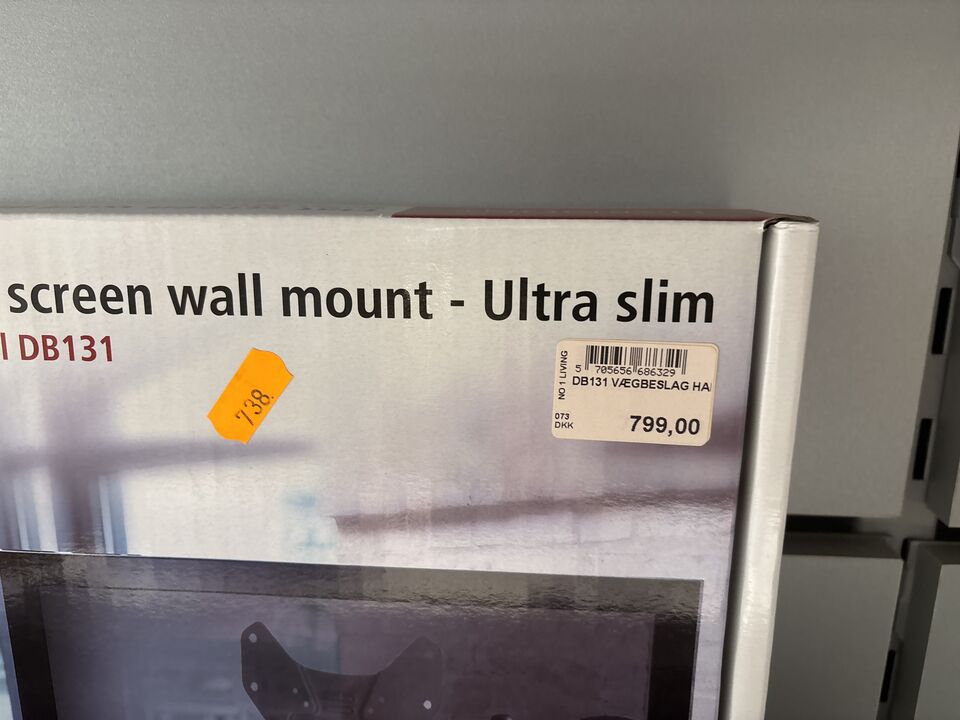 screen wall mount - Ultra slim
l DB131
738.
NO 1 LIVING
5 705656 686329
DB131 VÆGBESLAG HA
073
DKK
799,00